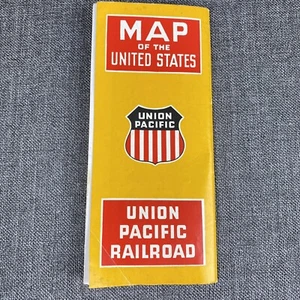 MAP
OF THE
UNITED STATES
UNION
PACIFIC
UNION
PACIFIC
RAILROAD